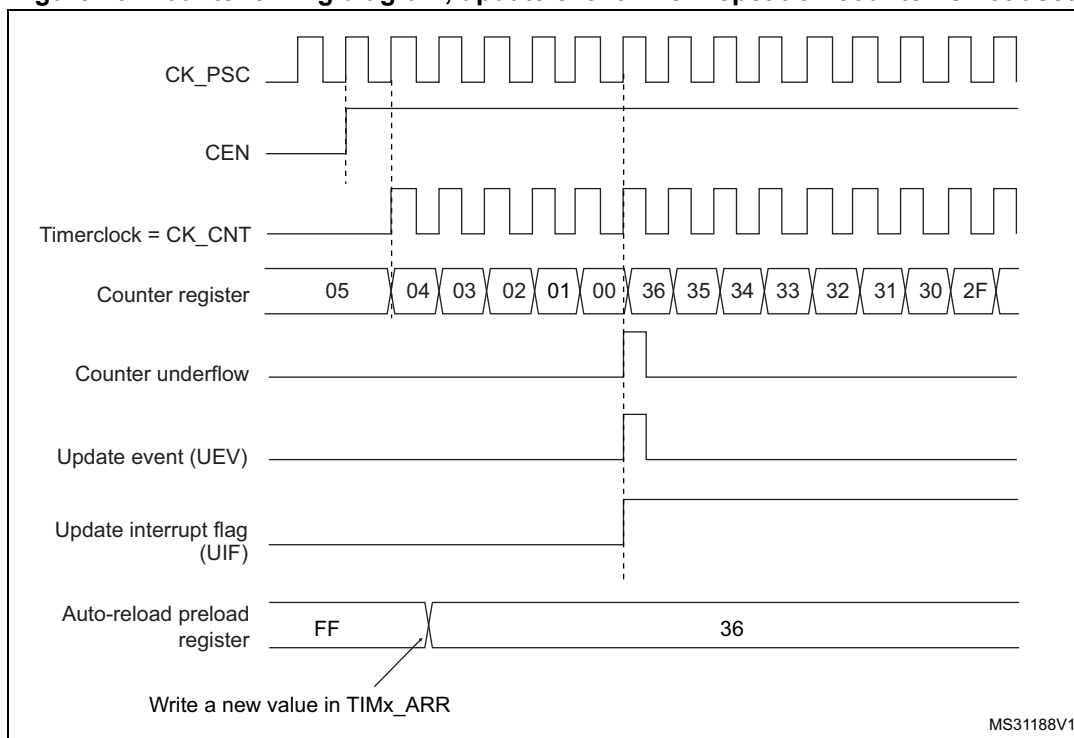 CK_PSC
CEN
Timerclock = CK_CNT
Counter register 05 04 03 02 01 00 36 35 34 33 32 31 30 2F
Counter underflow
Update event (UEV)
Update interrupt flag
(UIF)
Auto-reload preload
register FF 36
Write a new value in TIMx_ARR
MS31188V1